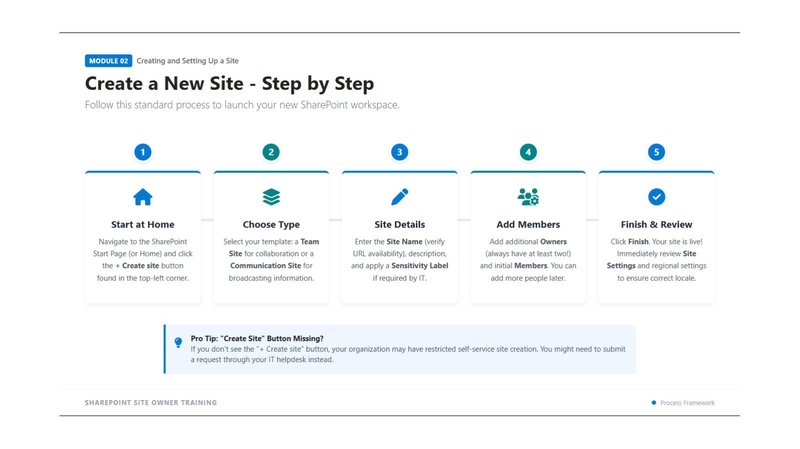 MODULE 02 Creating and Setting Up a Site
Create a New Site - Step by Step
Follow this standard process to launch your new SharePoint workspace.
1
Start at Home
Navigate to the SharePoint
Start Page (or Home) and click
the + Create site button
found in the top-left corner.
2
Choose Type
Select your template: a Team
Site for collaboration or a
Communication Site for
broadcasting information.
3
Site Details
Enter the Site Name (verify
URL availability), description,
and apply a Sensitivity Label
if required by IT.
4
Add Members
Add additional Owners
(always have at least two!)
and initial Members. You can
add more people later.
5
Finish & Review
Click Finish. Your site is live!
Immediately review Site
Settings and regional settings
to ensure correct locale.
Pro Tip: "Create Site" Button Missing?
If you don't see the "+ Create site" button, your organization may have restricted self-service site creation. You might need to submit
a request through your IT helpdesk instead.
SHAREPOINT SITE OWNER TRAINING
Process Framework